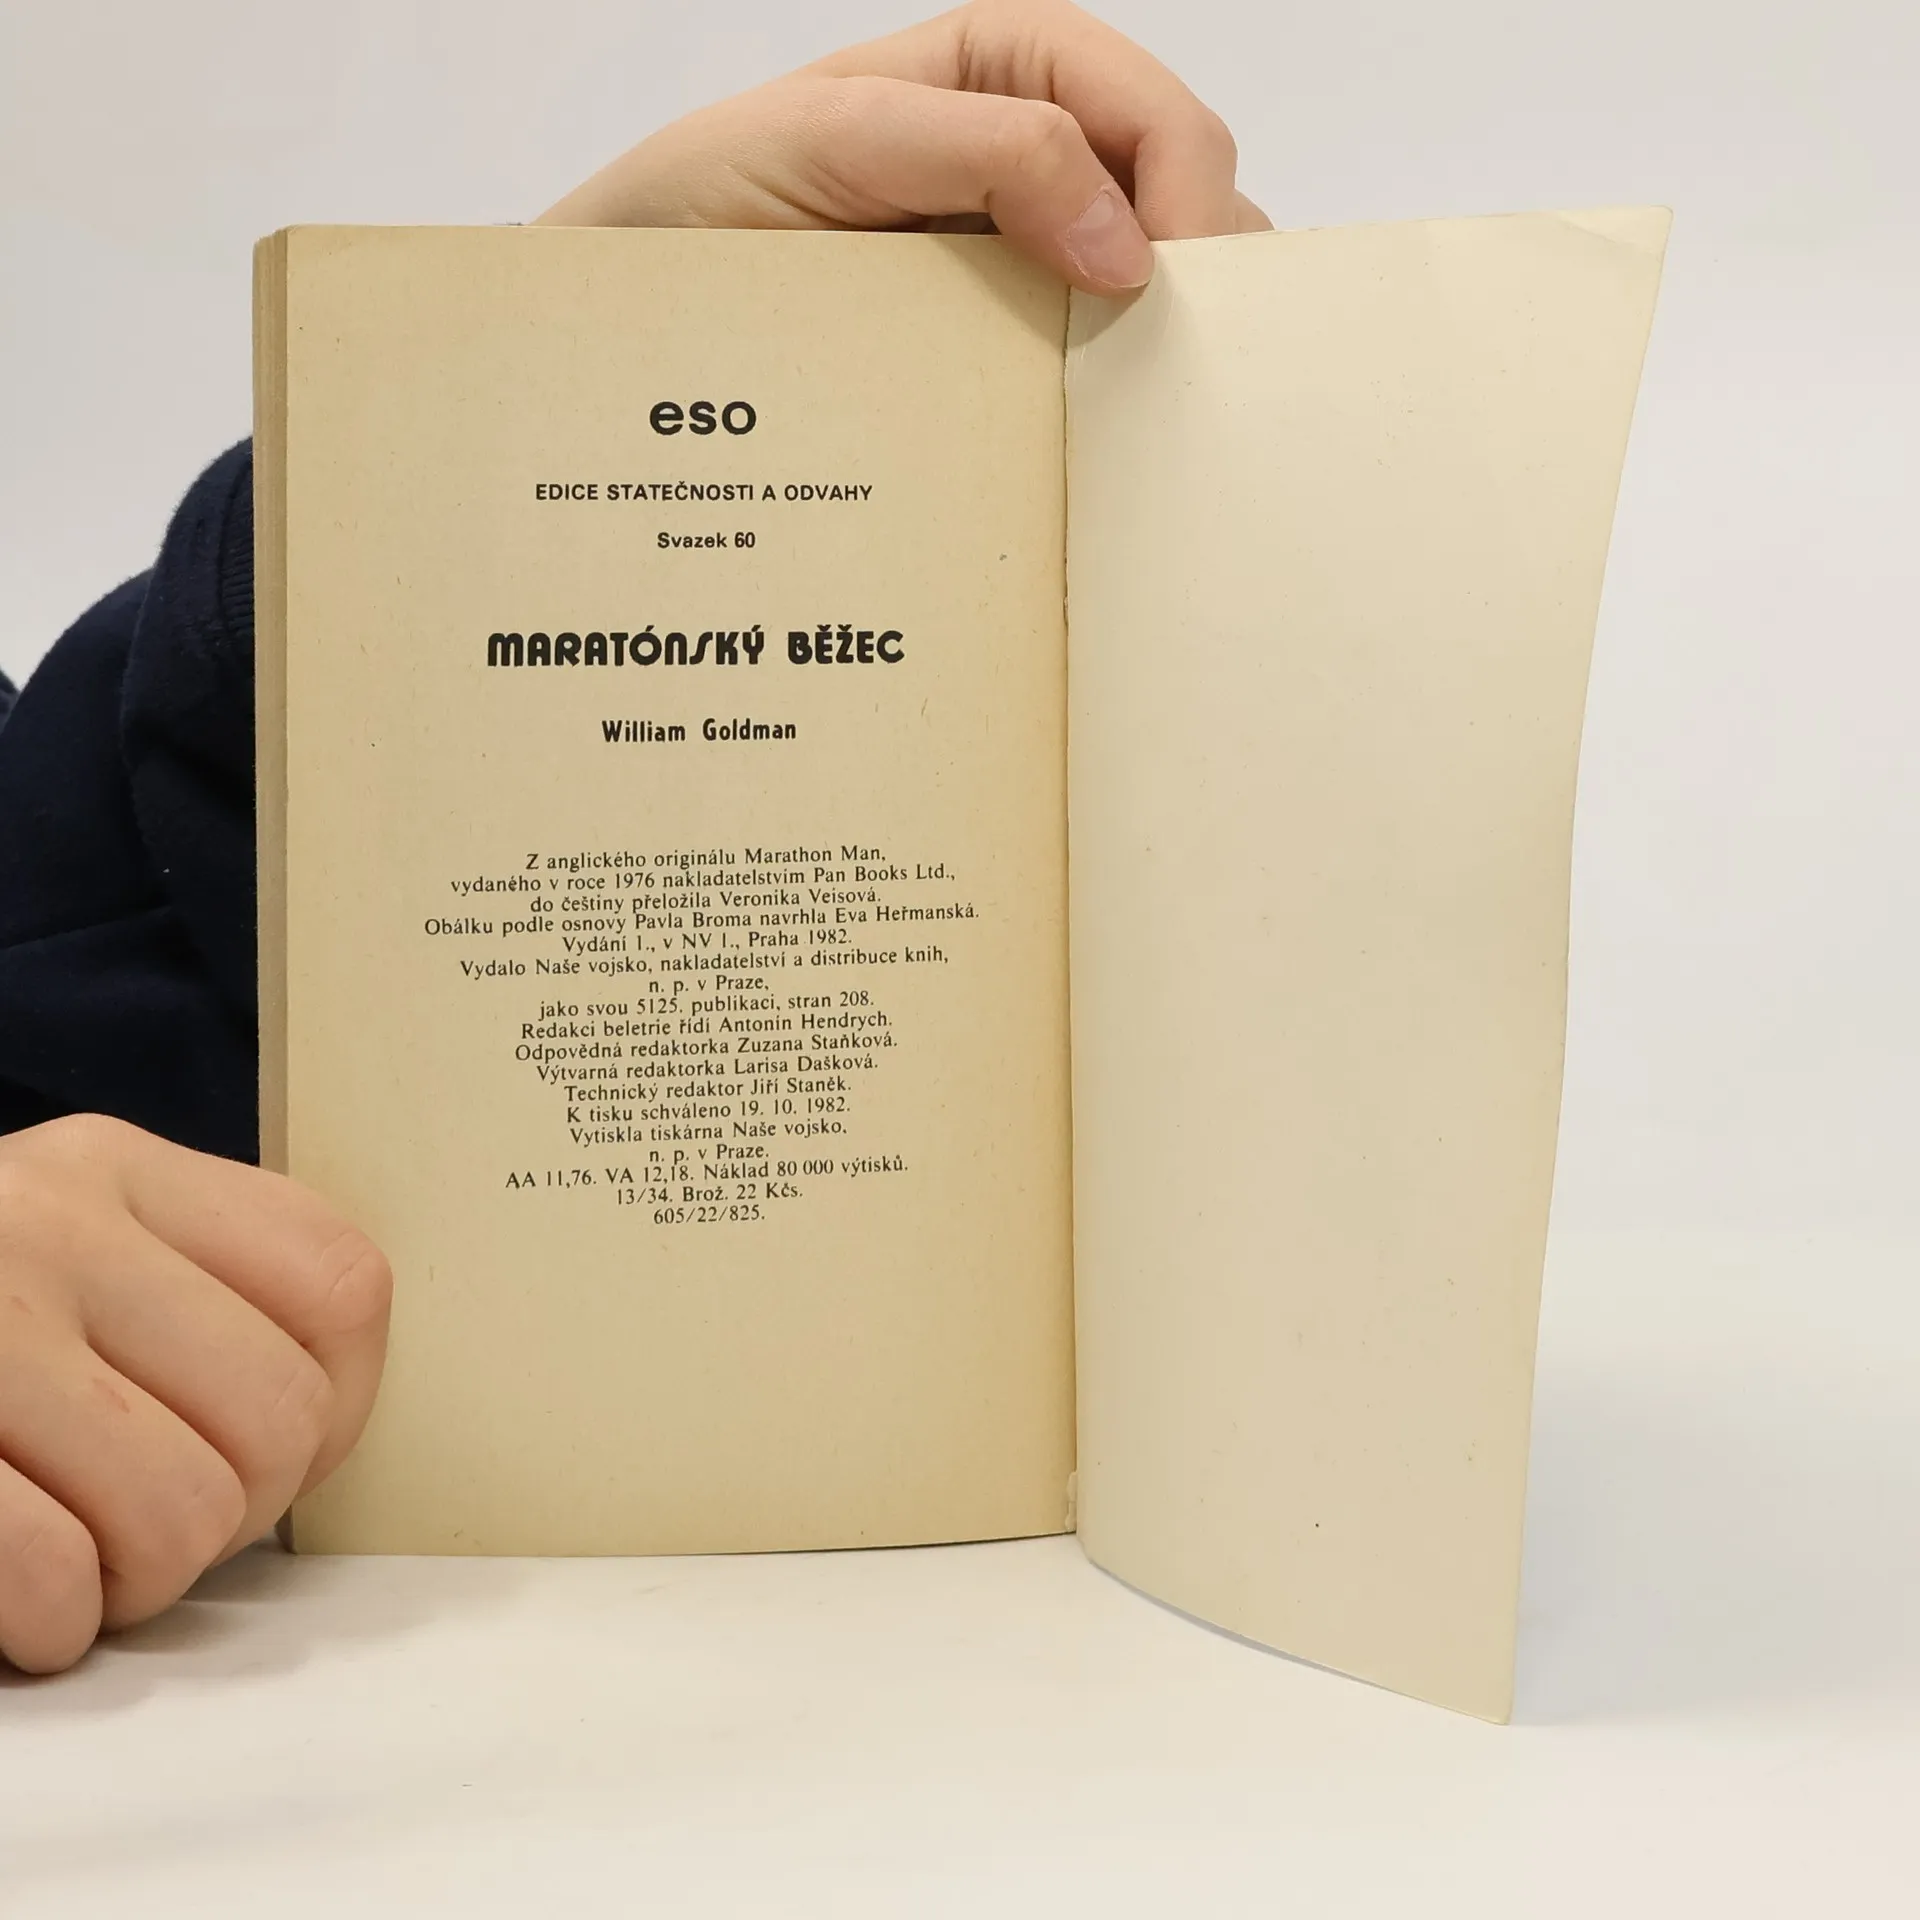 eso
EDICE STATEČNOSTI A ODVAHY
Svazek 60
MARATÓNSKÝ BĚŽEC
William Goldman
Z anglického originálu Marathon Man,
vydaného v roce 1976 nakladatelstvím Pan Books Ltd.,
do češtiny přeložila Veronika Veisová.
Obálku podle osnovy Pavla Broma navrhla Eva Heřmanská.
Vydání 1., v NV 1., Praha 1982.
Vydalo Naše vojsko, nakladatelství a distribuce knih,
n. p. v Praze,
jako svou 5125. publikaci, stran 208.
Redakci beletrie řídí Antonín Hendrych.
Odpovědná redaktorka Zuzana Staňková.
Výtvarná redaktorka Larisa Dašková.
Technický redaktor Jiří Staněk.
K tisku schváleno 19. 10. 1982.
Vytiskla tiskárna Naše vojsko,
n. p. v Praze.
AA 11,76. VA 12,18. Náklad 80 000 výtisků.
13/34. Brož. 22 Kčs.
605/22/825.